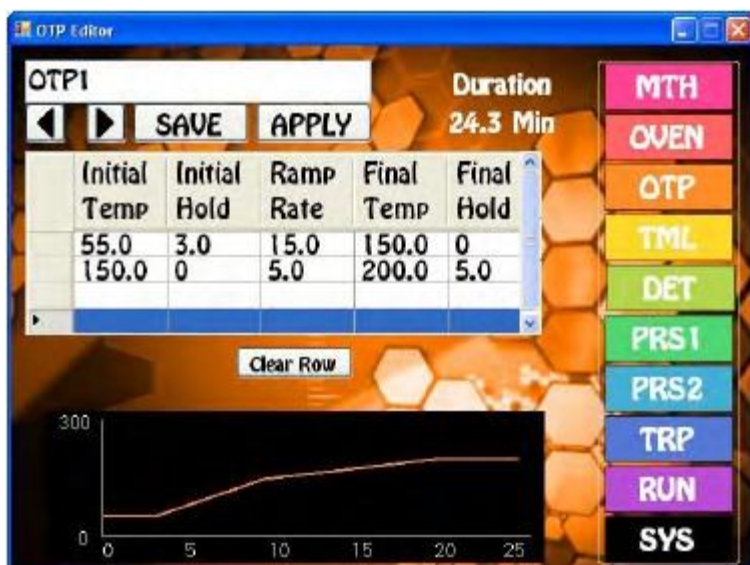 OTP Editor
OTP1
Duration
SAVE APPLY
24.3 Min
Initial Temp Initial Hold Ramp Rate Final Temp Final Hold
55.0 3.0 15.0 150.0 0
150.0 0 5.0 200.0 5.0
Clear Row
300
0
0 5 10 15 20 25
MTH
OVEN
OTP
TML
DET
PRS1
PRS2
TRP
RUN
SYS